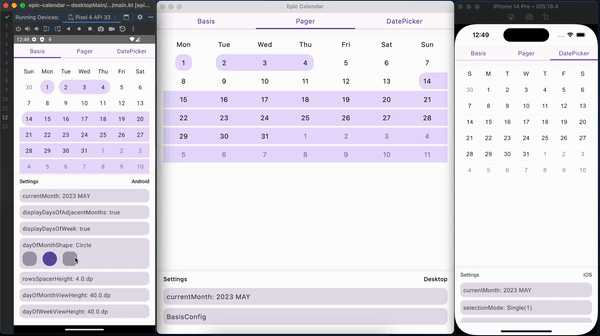 epic-calendar – desktopMain/.../main.kt [epi...
Running Devices: Pixel 4 API 33
12:49
Basis Pager DatePicker
Sun Mon Tue Wed Thu Fri Sat
30 1 2 3 4 5 6
7 8 9 10 11 12 13
14 15 16 17 18 19 20
21 22 23 24 25 26 27
28 29 30 31 1 2 3
4 5 6 7 8 9 10
Settings Android
currentMonth: 2023 MAY
displayDaysOfAdjacentMonths: true
displayDaysOfWeek: true
dayOfMonthShape: Circle
rowsSpacerHeight: 4.0.dp
dayOfMonthViewHeight: 40.0.dp
dayOfWeekViewHeight: 40.0.dp
Epic Calendar
Basis Pager DatePicker
Mon Tue Wed Thu Fri Sat Sun
1 2 3 4 5 6 7
8 9 10 11 12 13 14
15 16 17 18 19 20 21
22 23 24 25 26 27 28
29 30 31 1 2 3 4
5 6 7 8 9 10 11
Settings Desktop
currentMonth: 2023 MAY
BasisConfig
iPhone 14 Pro – iOS 16.4
12:49
Basis Pager DatePicker
S M T W T F S
30 1 2 3 4 5 6
7 8 9 10 11 12 13
14 15 16 17 18 19 20
21 22 23 24 25 26 27
28 29 30 31 1 2 3
4 5 6 7 8 9 10
Settings iOS
currentMonth: 2023 MAY
selectionMode: Single(1)